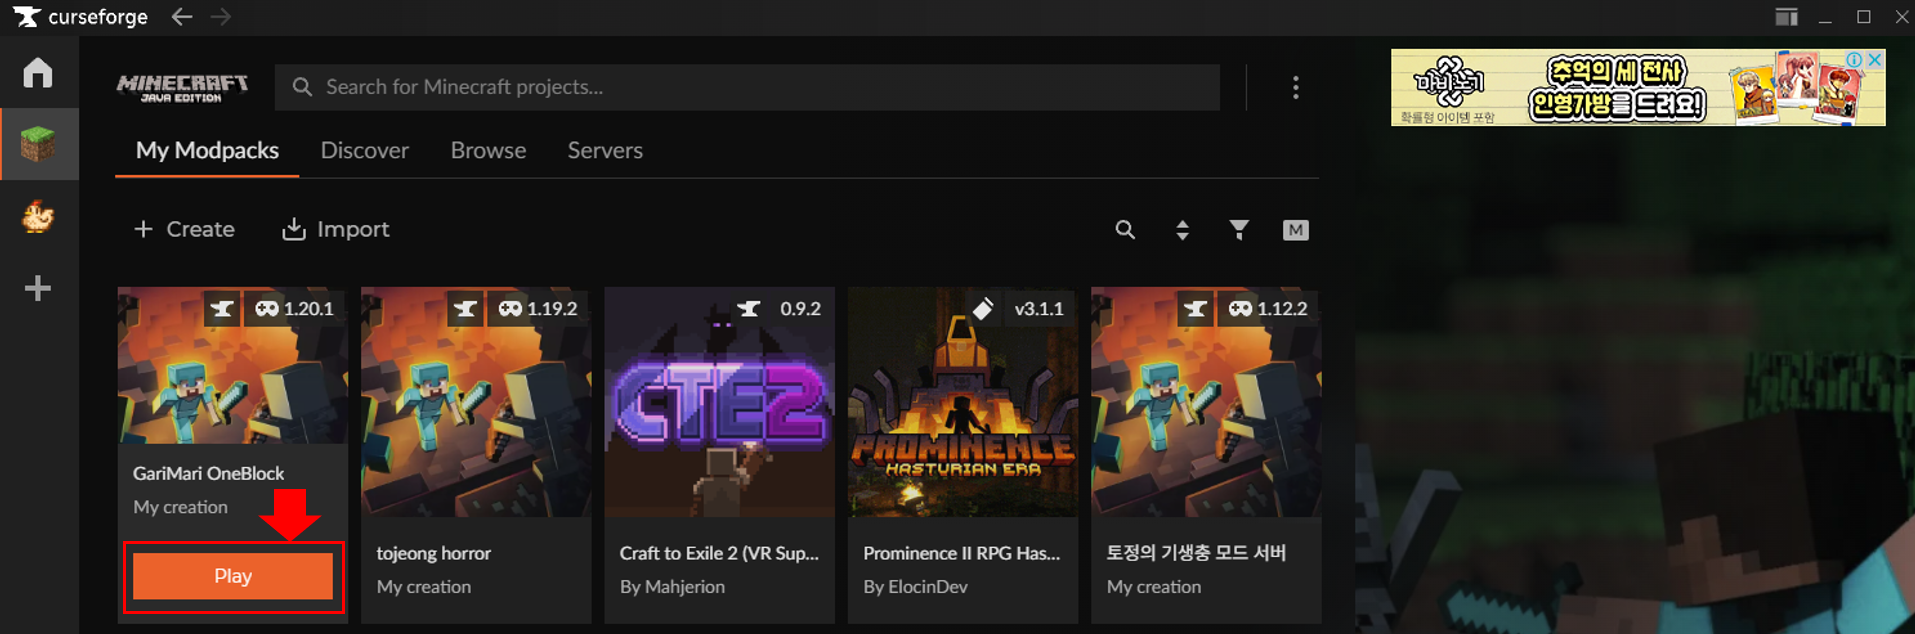 curseforge
MINECRAFT
JAVA EDITION
Search for Minecraft projects...
마비노기
확률형 아이템 포함
추억의 세 전사
인형가방을 드려요!
My Modpacks
Discover
Browse
Servers
Create
Import
M
1.20.1
1.19.2
0.9.2
v3.1.1
1.12.2
CTE2
PROMINENCE
HASTURIAN ERA
GariMari OneBlock
My creation
Play
tojeong horror
My creation
Craft to Exile 2 (VR Sup...
By Mahjerion
Prominence II RPG Has...
By ElocinDev
토정의 기생충 모드 서버
My creation